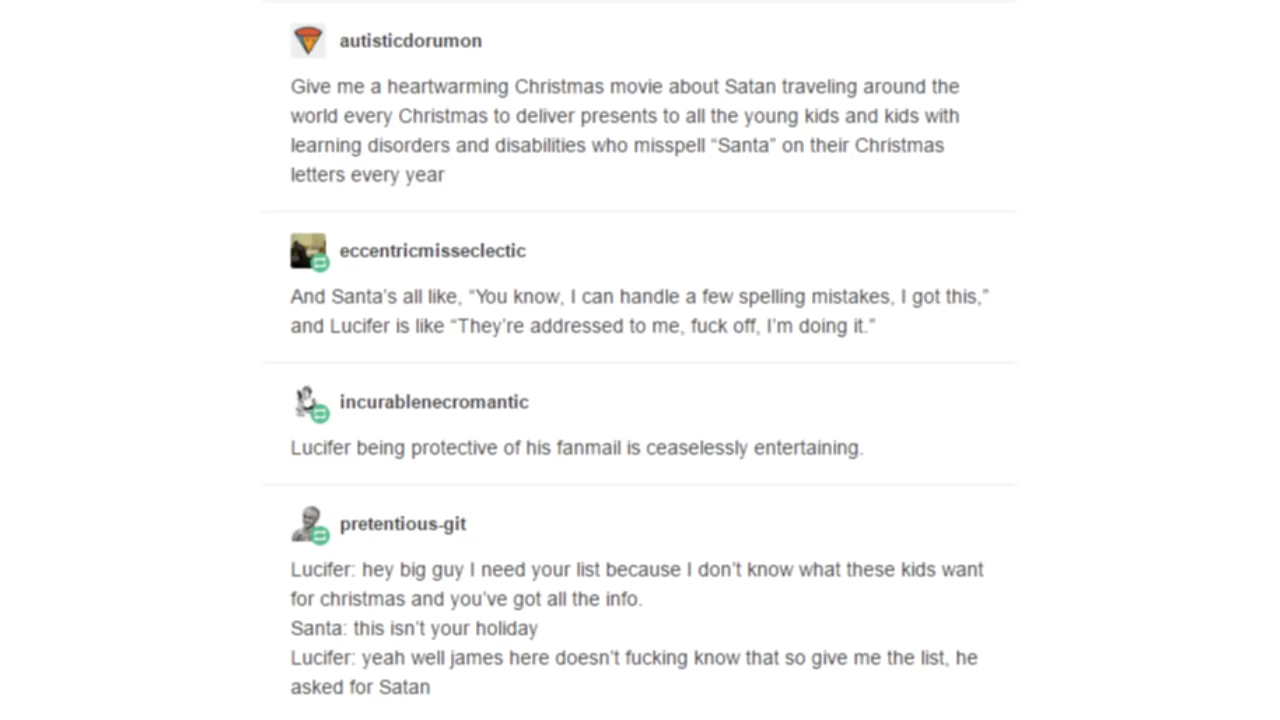 autisticdorumon
Give me a heartwarming Christmas movie about Satan traveling around the
world every Christmas to deliver presents to all the young kids and kids with
learning disorders and disabilities who misspell “Santa” on their Christmas
letters every year
eccentricmisseclectic
And Santa’s all like, “You know, I can handle a few spelling mistakes, I got this,”
and Lucifer is like “They’re addressed to me, fuck off, I’m doing it.”
incurablenecromantic
Lucifer being protective of his fanmail is ceaselessly entertaining.
pretentious-git
Lucifer: hey big guy I need your list because I don’t know what these kids want
for christmas and you’ve got all the info.
Santa: this isn’t your holiday
Lucifer: yeah well james here doesn’t fucking know that so give me the list, he
asked for Satan